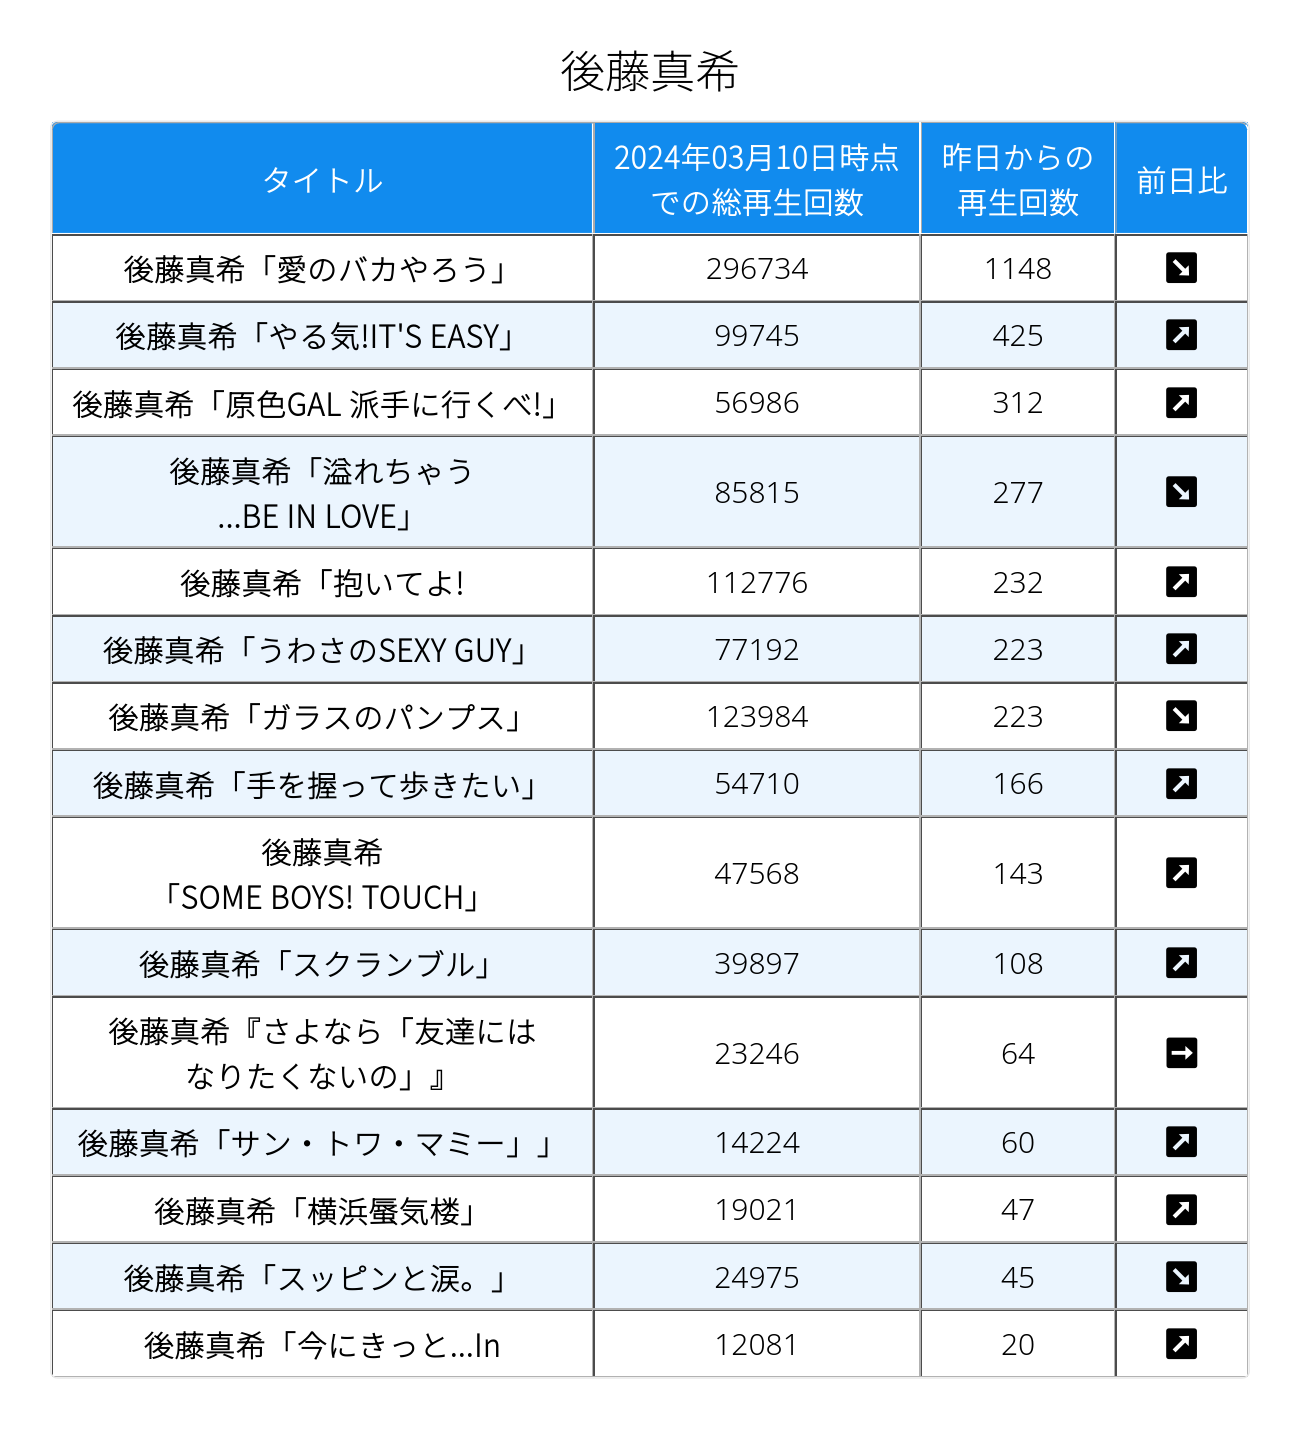 後藤真希
タイトル
2024年03月10日時点
での総再生回数
昨日からの
再生回数
前日比
後藤真希「愛のバカやろう」 296734 1148
後藤真希「やる気!IT'S EASY」 99745 425
後藤真希「原色GAL 派手に行くべ!」 56986 312
後藤真希「溢れちゃう
...BE IN LOVE」 85815 277
後藤真希「抱いてよ! 112776 232
後藤真希「うわさのSEXY GUY」 77192 223
後藤真希「ガラスのパンプス」 123984 223
後藤真希「手を握って歩きたい」 54710 166
後藤真希
「SOME BOYS! TOUCH」 47568 143
後藤真希「スクランブル」 39897 108
後藤真希『さよなら「友達には
なりたくないの」』 23246 64
後藤真希「サン・トワ・マミー」」 14224 60
後藤真希「横浜蜃気楼」 19021 47
後藤真希「スッピンと涙。」 24975 45
後藤真希「今にきっと...In 12081 20